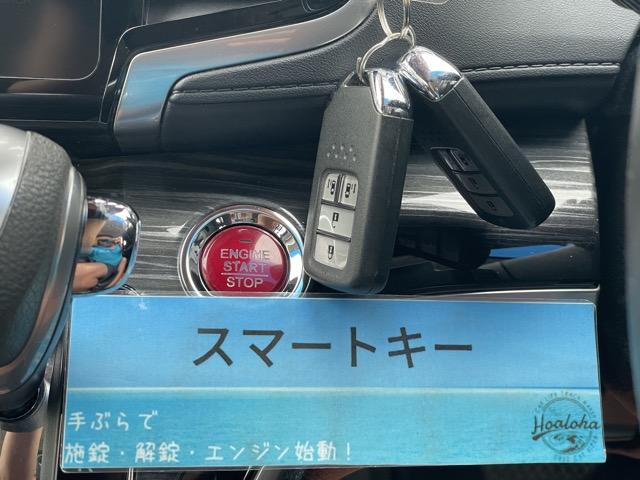 ENGINE
START
STOP
スマートキー
手ぶらで
施錠・解錠・エンジン始動！
Hoaloha